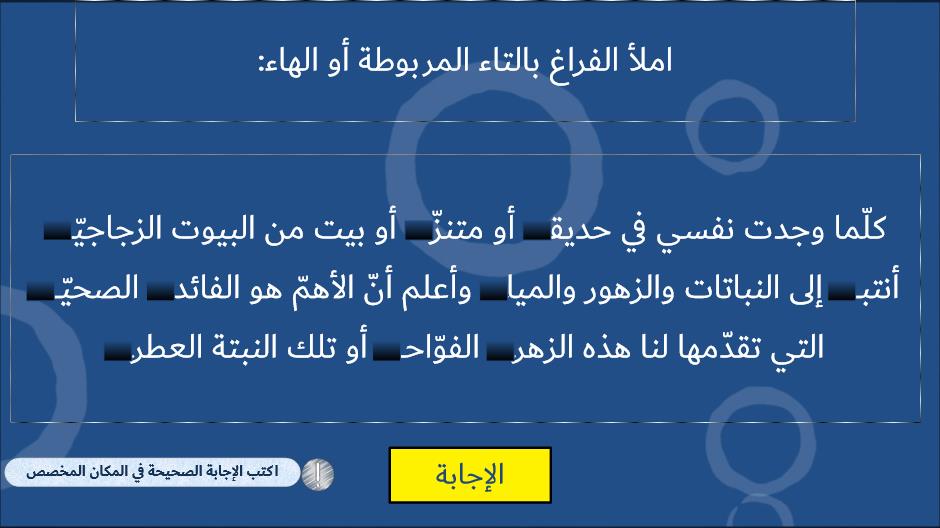 املأ الفراغ بالتاء المربوطة أو الهاء:
كلّما وجدت نفسي في حديقـ أو متنزّـ أو بيت من البيوت الزجاجيّـ
أنتبـ إلى النباتات والزهور والميا وأعلم أنّ الأهمّ هو الفائد الصحيّـ
التي تقدّمها لنا هذه الزهر الفوّاحـ أو تلك النبتة العطر
الإجابة
اكتب الإجابة الصحيحة في المكان المخصص